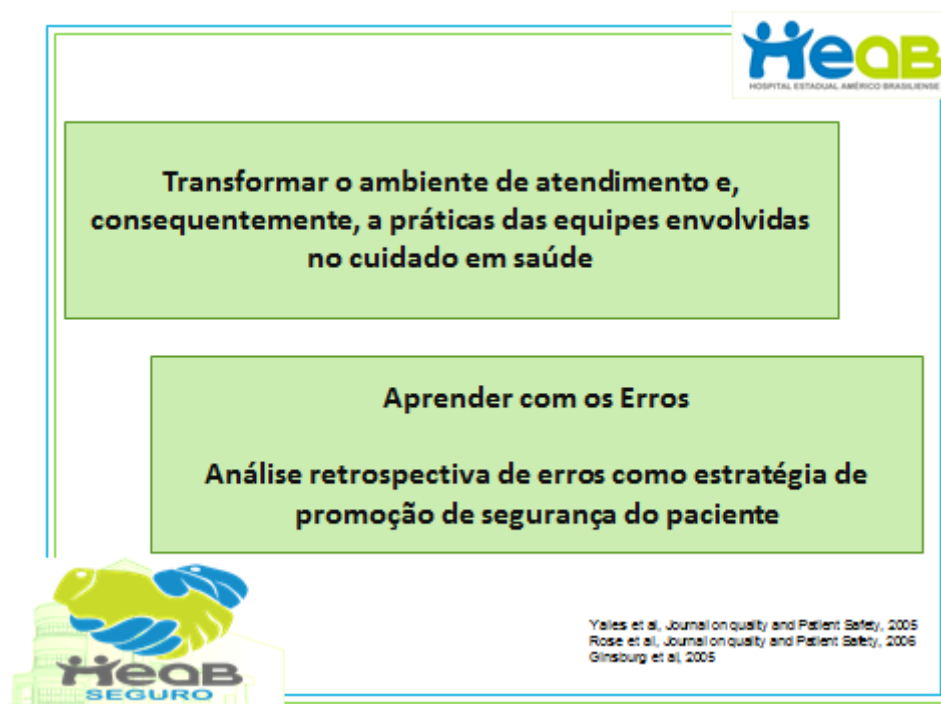 HeaB
HOSPITAL ESTADUAL AMÉRICO BRASILIENSE
Transformar o ambiente de atendimento e,
consequentemente, a práticas das equipes envolvidas
no cuidado em saúde
Aprender com os Erros
Análise retrospectiva de erros como estratégia de
promoção de segurança do paciente
Yales et al, Journal on quality and Patient Safety, 2005
Rose et al, Journal on quality and Patient Safety, 2006
Ginsburg et al, 2005
HeaB
SEGURO